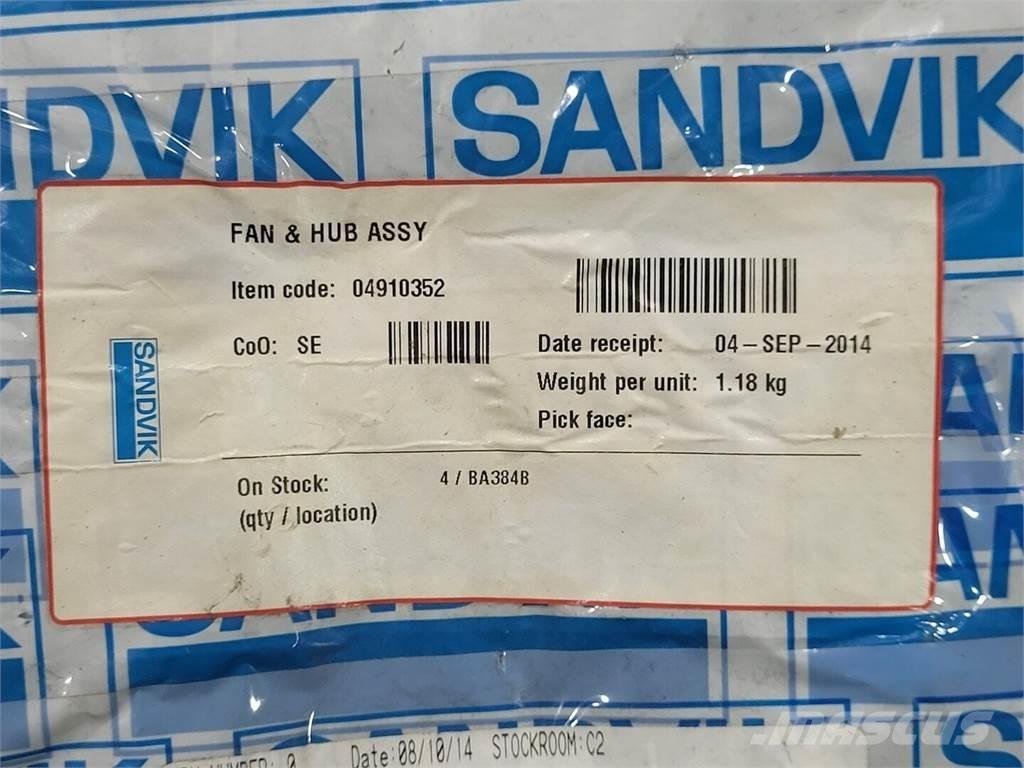 SANDVIK
FAN & HUB ASSY
Item code: 04910352
CoO: SE
Date receipt: 04-SEP-2014
Weight per unit: 1.18 kg
Pick face:
SANDVIK
On Stock: 4 / BA384B
(qty / location)
Date:08/10/14 STOCKROOM:C2
MASCUS